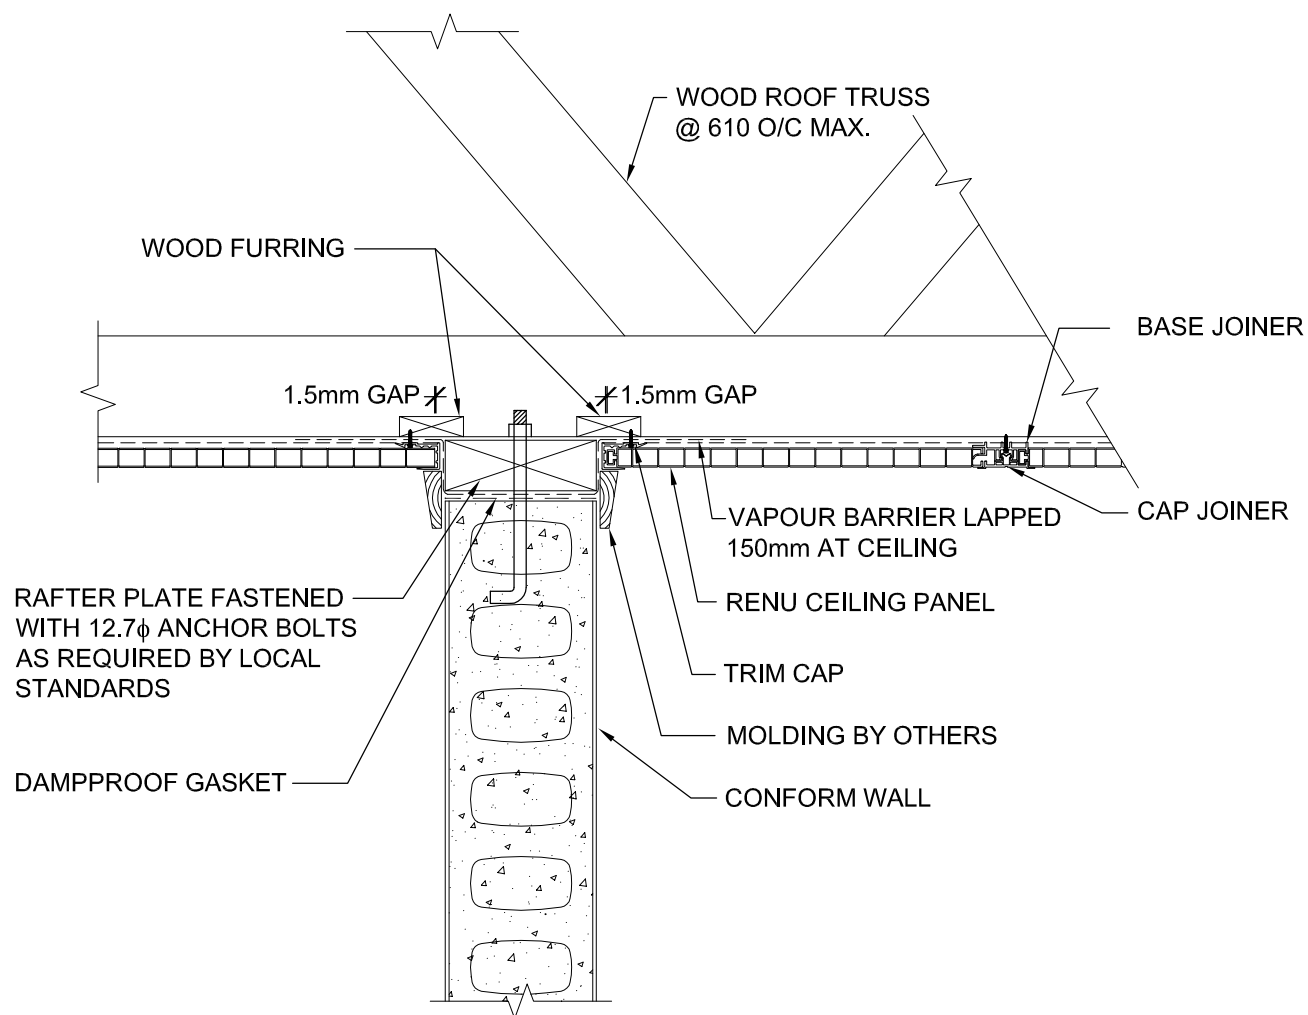 WOOD ROOF TRUSS
@ 610 O/C MAX.
WOOD FURRING
BASE JOINER
1.5mm GAP
1.5mm GAP
CAP JOINER
VAPOUR BARRIER LAPPED
150mm AT CEILING
RAFTER PLATE FASTENED
WITH 12.7ϕ ANCHOR BOLTS
AS REQUIRED BY LOCAL
STANDARDS
RENU CEILING PANEL
TRIM CAP
MOLDING BY OTHERS
DAMPPROOF GASKET
CONFORM WALL